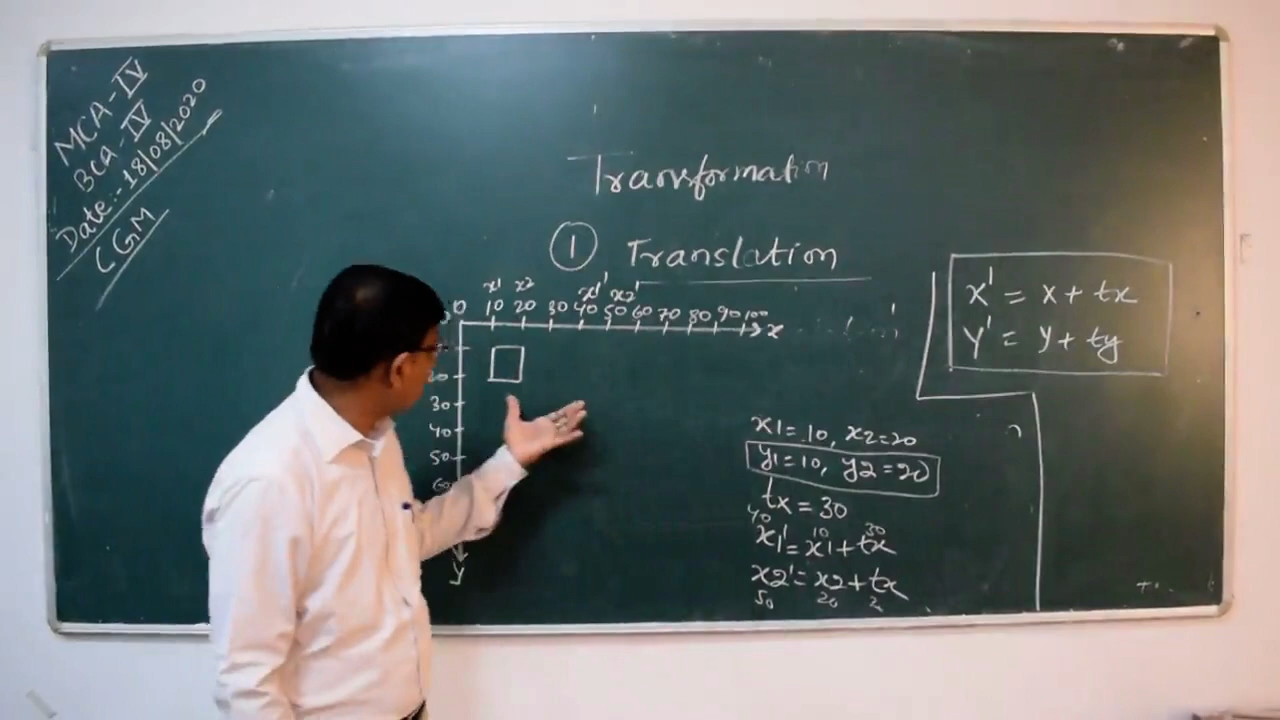 MCA-IV
BCA-IV
Date:-18/08/2020
CGM
Transformation
1 Translation
x1 x2 x1' x2'
0 10 20 30 40 50 60 70 80 90 100 x
30
40
50
y
x' = x + tx
y' = y + ty
x1=10, x2=20
y1=10, y2=20
tx = 30
40 10 30
x1'=x1+tx
x2'=x2+tx
50 20